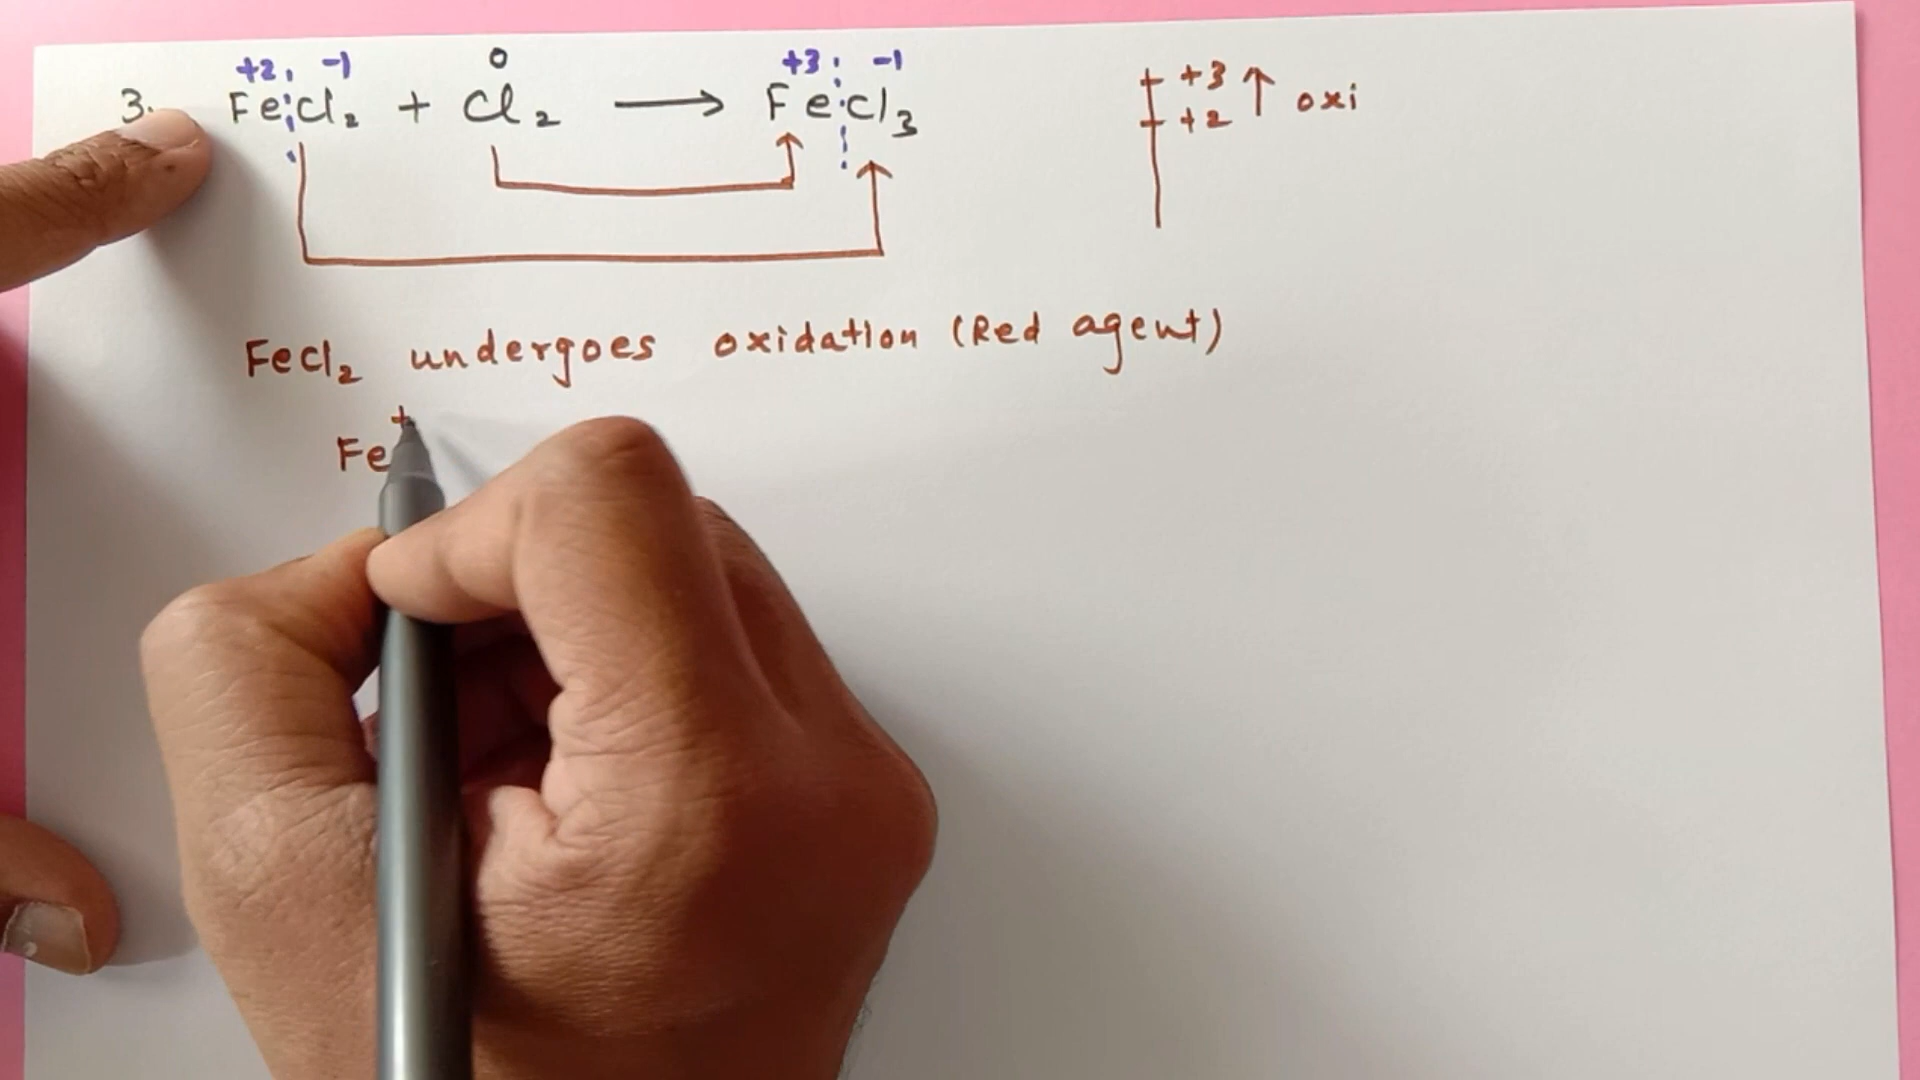 +2 -1 0 +3 -1
3. FeCl₂ + Cl₂ ⟶ FeCl₃
+3 ↑ oxi
+2
FeCl₂ undergoes oxidation (Red agent)
Fe⁺